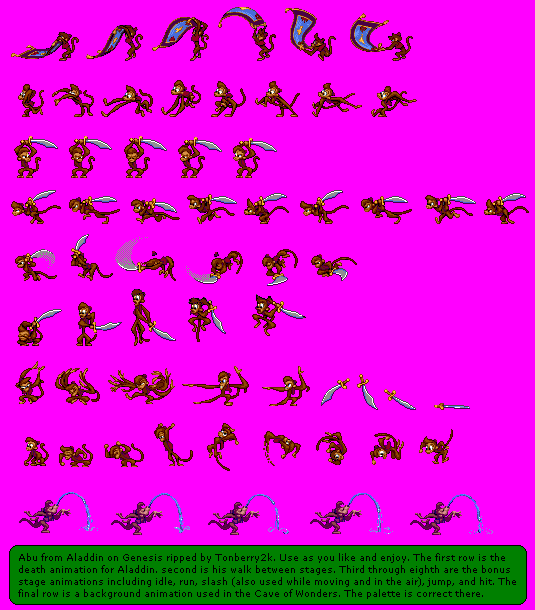 Abu from Aladdin on Genesis ripped by Tonberry2k. Use as you like and enjoy. The first row is the
death animation for Aladdin. second is his walk between stages. Third through eighth are the bonus
stage animations including idle, run, slash (also used while moving and in the air), jump, and hit. The
final row is a background animation used in the Cave of Wonders. The palette is correct there.